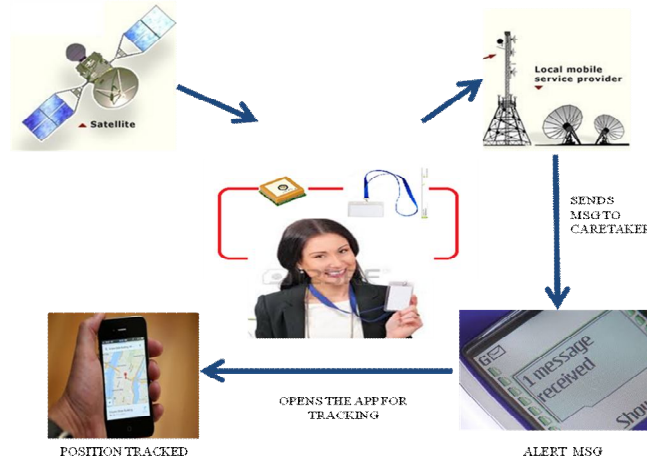 Satellite
Local mobile
service provider
SENDS
MSG TO
CARETAKER
1 message
received
Show
OPENS THE APP FOR
TRACKING
POSITION TRACKED
ALERT MSG